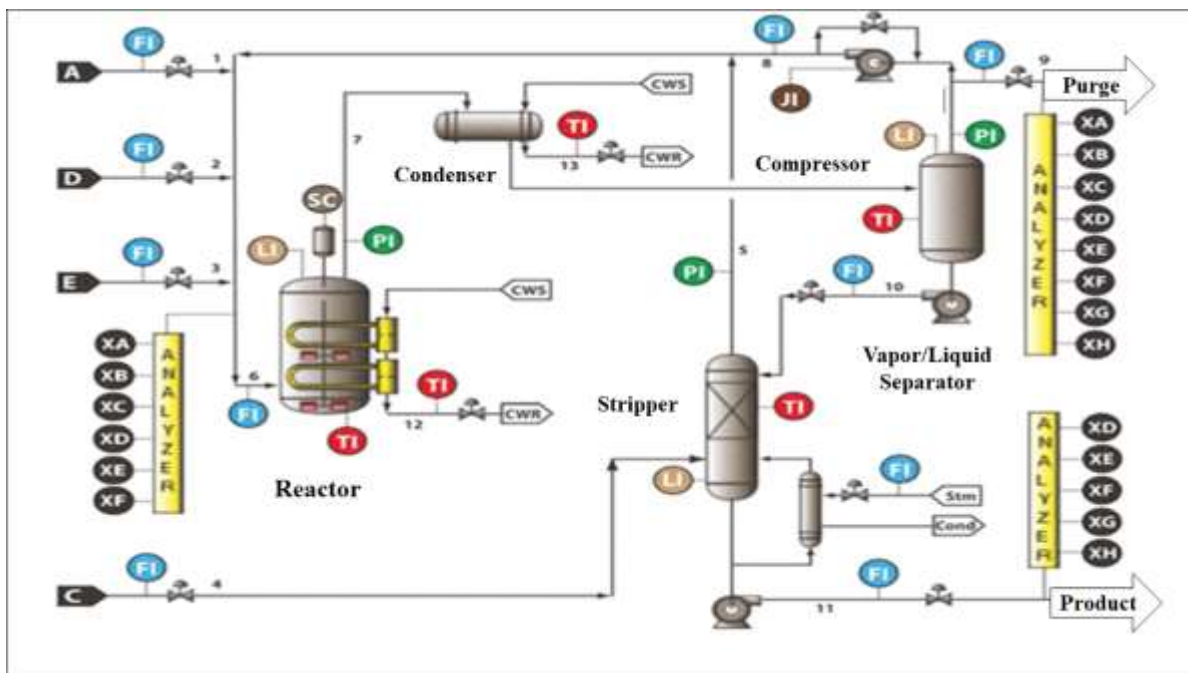 FI
1
A
FI
8
C
JI
FI
9
Purge
CWS
TI
13
CWR
Condenser
7
Compressor
LI
PI
XA
XB
XC
XD
XE
XF
XG
XH
ANALYZER
FI
2
D
SC
LI
PI
TI
5
PI
FI
3
E
CWS
FI
10
Vapor/Liquid
Separator
XA
XB
XC
XD
XE
XF
ANALYZER
6
FI
TI
12
CWR
TI
Reactor
Stripper
TI
LI
FI
Stm
Cond
XD
XE
XF
XG
XH
ANALYZER
FI
4
C
FI
11
Product